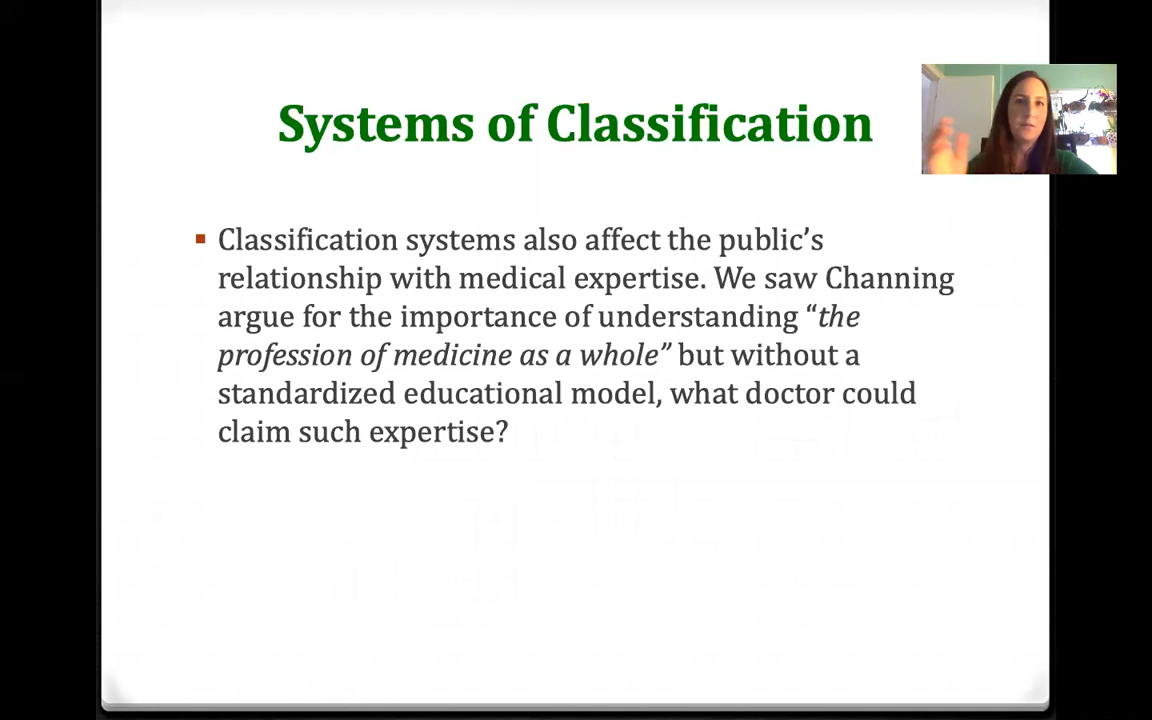 Systems of Classification
▪ Classification systems also affect the public’s
relationship with medical expertise. We saw Channing
argue for the importance of understanding “the
profession of medicine as a whole” but without a
standardized educational model, what doctor could
claim such expertise?